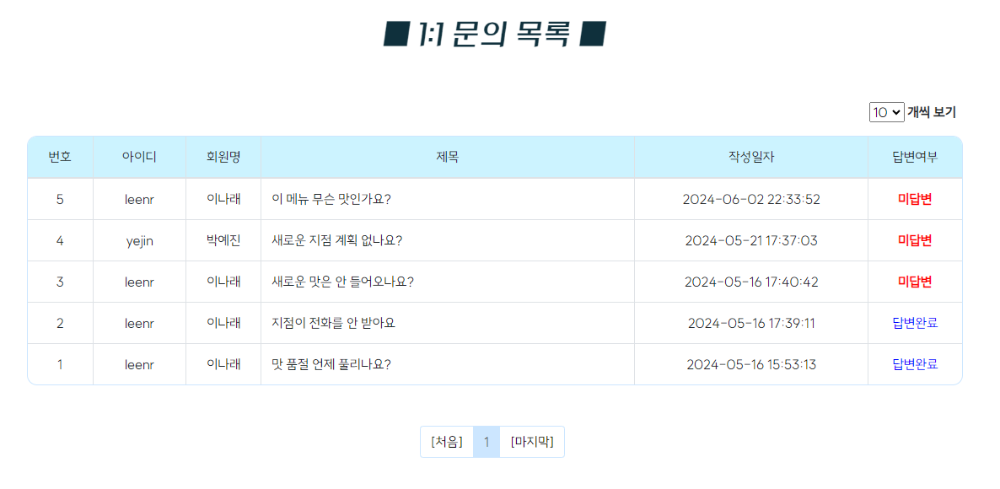 ■ 1:1 문의 목록 ■
10 개씩 보기
번호 아이디 회원명 제목 작성일자 답변여부
5 leenr 이나래 이 메뉴 무슨 맛인가요? 2024-06-02 22:33:52 미답변
4 yejin 박예진 새로운 지점 계획 없나요? 2024-05-21 17:37:03 미답변
3 leenr 이나래 새로운 맛은 안 들어오나요? 2024-05-16 17:40:42 미답변
2 leenr 이나래 지점이 전화를 안 받아요 2024-05-16 17:39:11 답변완료
1 leenr 이나래 맛 품절 언제 풀리나요? 2024-05-16 15:53:13 답변완료
[처음] 1 [마지막]